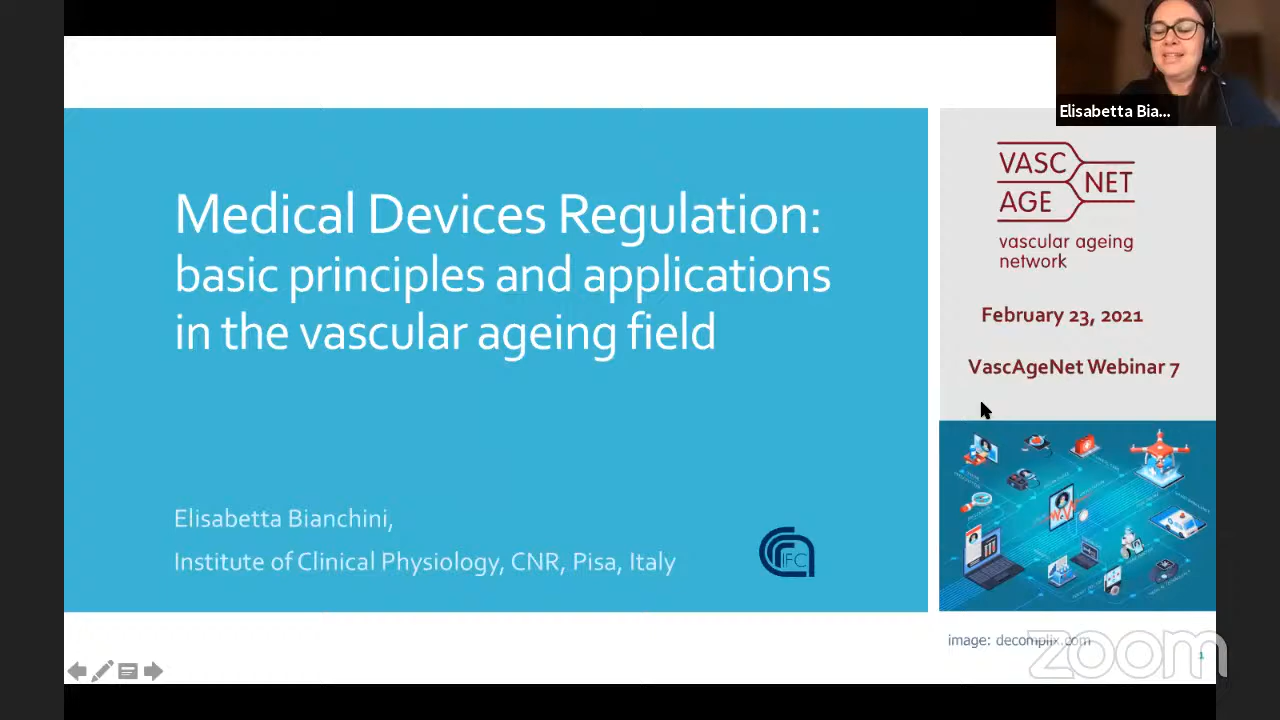 Elisabetta Bia...
Medical Devices Regulation:
basic principles and applications
in the vascular ageing field
Elisabetta Bianchini,
Institute of Clinical Physiology, CNR, Pisa, Italy
IFC
VASC
AGE
NET
vascular ageing
network
February 23, 2021
VascAgeNet Webinar 7
image: decomplix.com
zoom
1